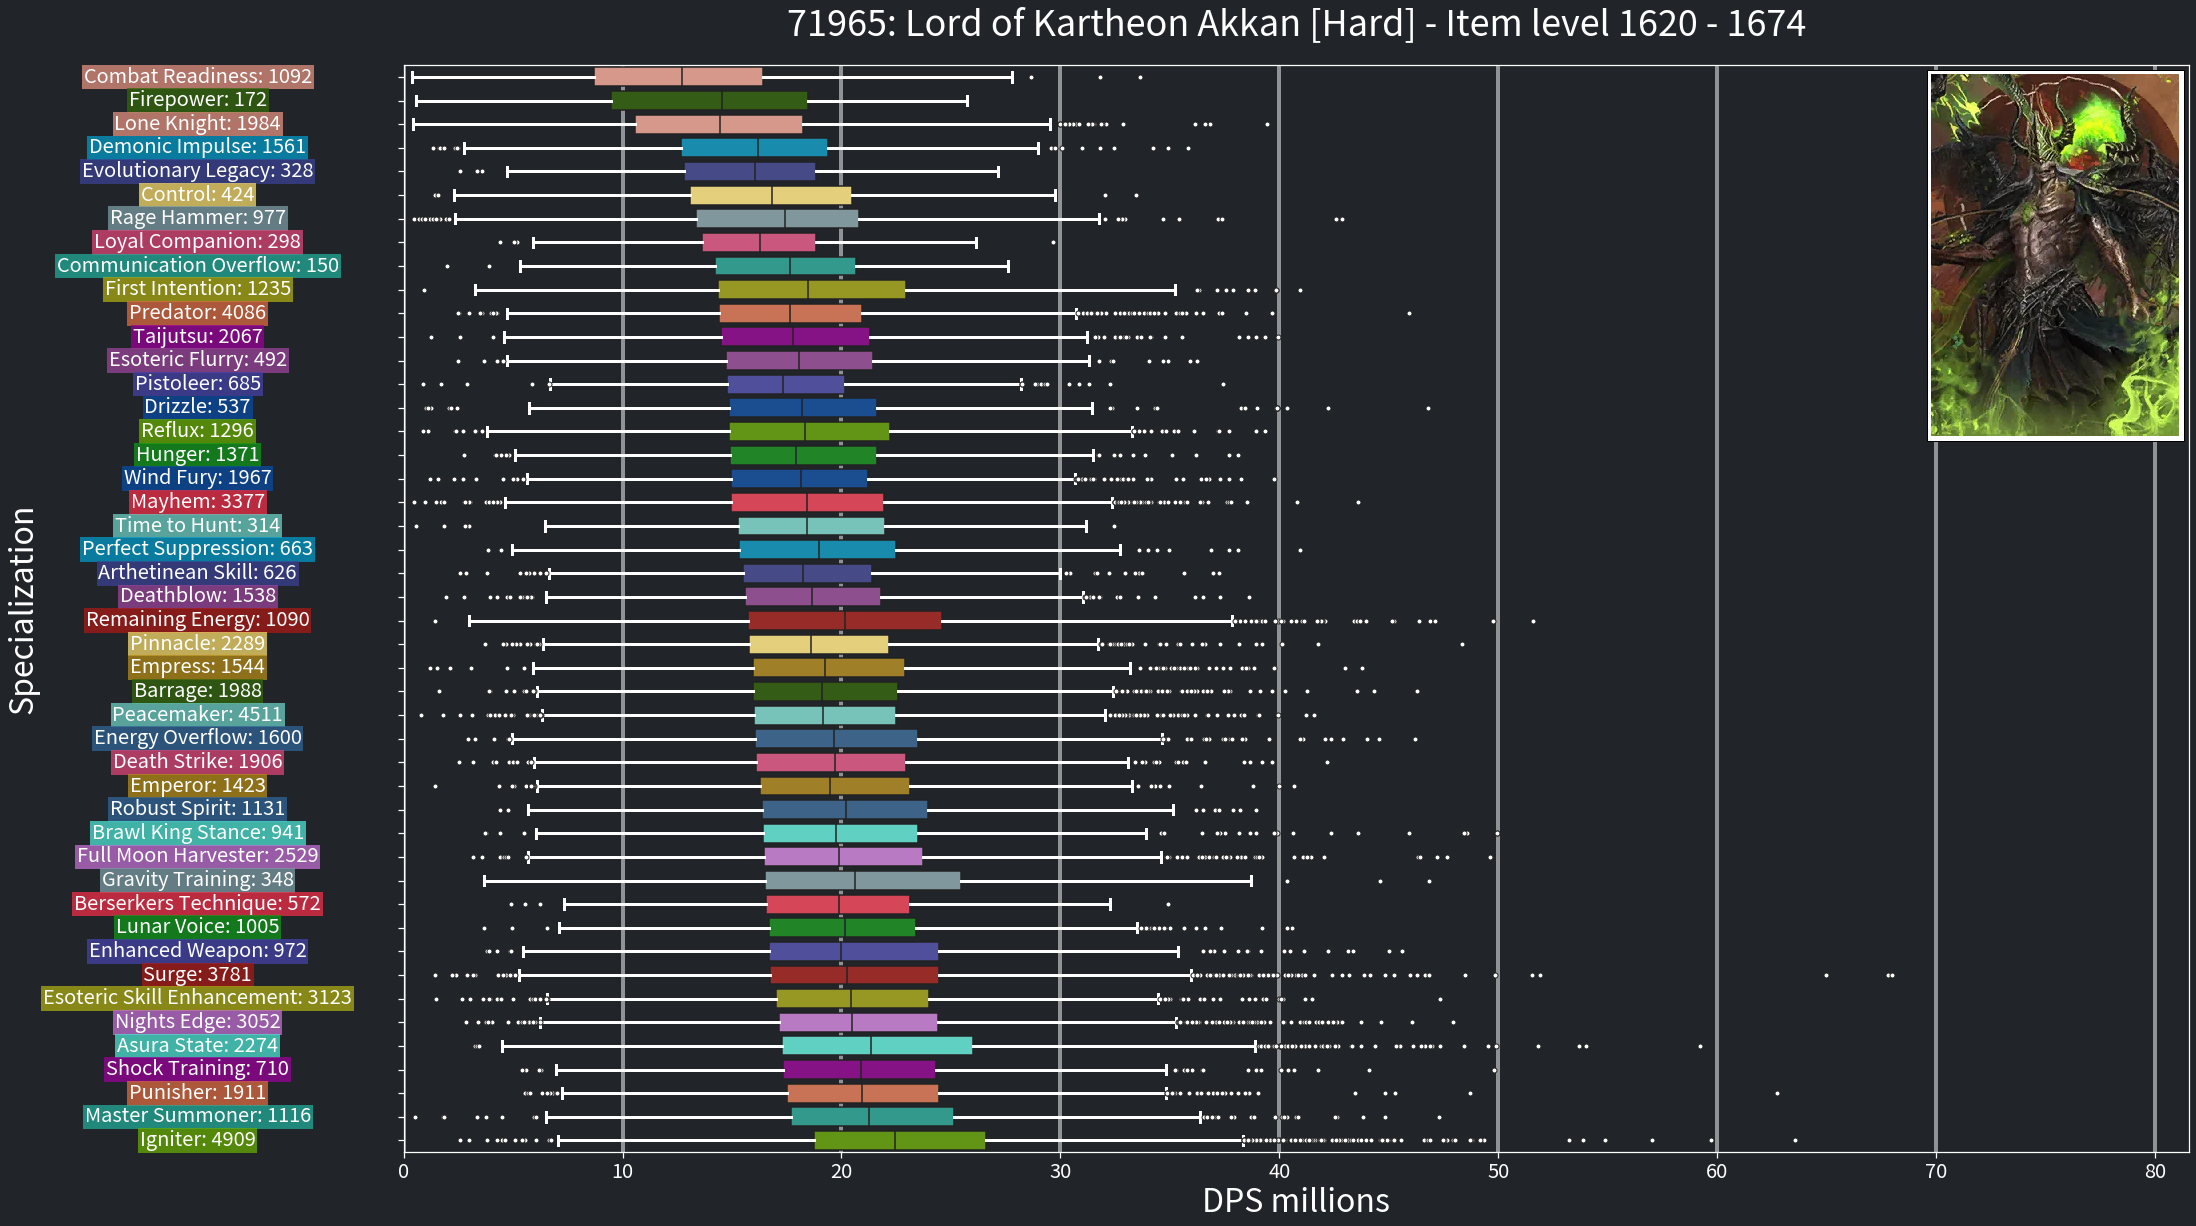 71965: Lord of Kartheon Akkan [Hard] - Item level 1620 - 1674
Specialization
Combat Readiness: 1092
Firepower: 172
Lone Knight: 1984
Demonic Impulse: 1561
Evolutionary Legacy: 328
Control: 424
Rage Hammer: 977
Loyal Companion: 298
Communication Overflow: 150
First Intention: 1235
Predator: 4086
Taijutsu: 2067
Esoteric Flurry: 492
Pistoleer: 685
Drizzle: 537
Reflux: 1296
Hunger: 1371
Wind Fury: 1967
Mayhem: 3377
Time to Hunt: 314
Perfect Suppression: 663
Arthetinean Skill: 626
Deathblow: 1538
Remaining Energy: 1090
Pinnacle: 2289
Empress: 1544
Barrage: 1988
Peacemaker: 4511
Energy Overflow: 1600
Death Strike: 1906
Emperor: 1423
Robust Spirit: 1131
Brawl King Stance: 941
Full Moon Harvester: 2529
Gravity Training: 348
Berserkers Technique: 572
Lunar Voice: 1005
Enhanced Weapon: 972
Surge: 3781
Esoteric Skill Enhancement: 3123
Nights Edge: 3052
Asura State: 2274
Shock Training: 710
Punisher: 1911
Master Summoner: 1116
Igniter: 4909
0 10 20 30 40 50 60 70 80
DPS millions